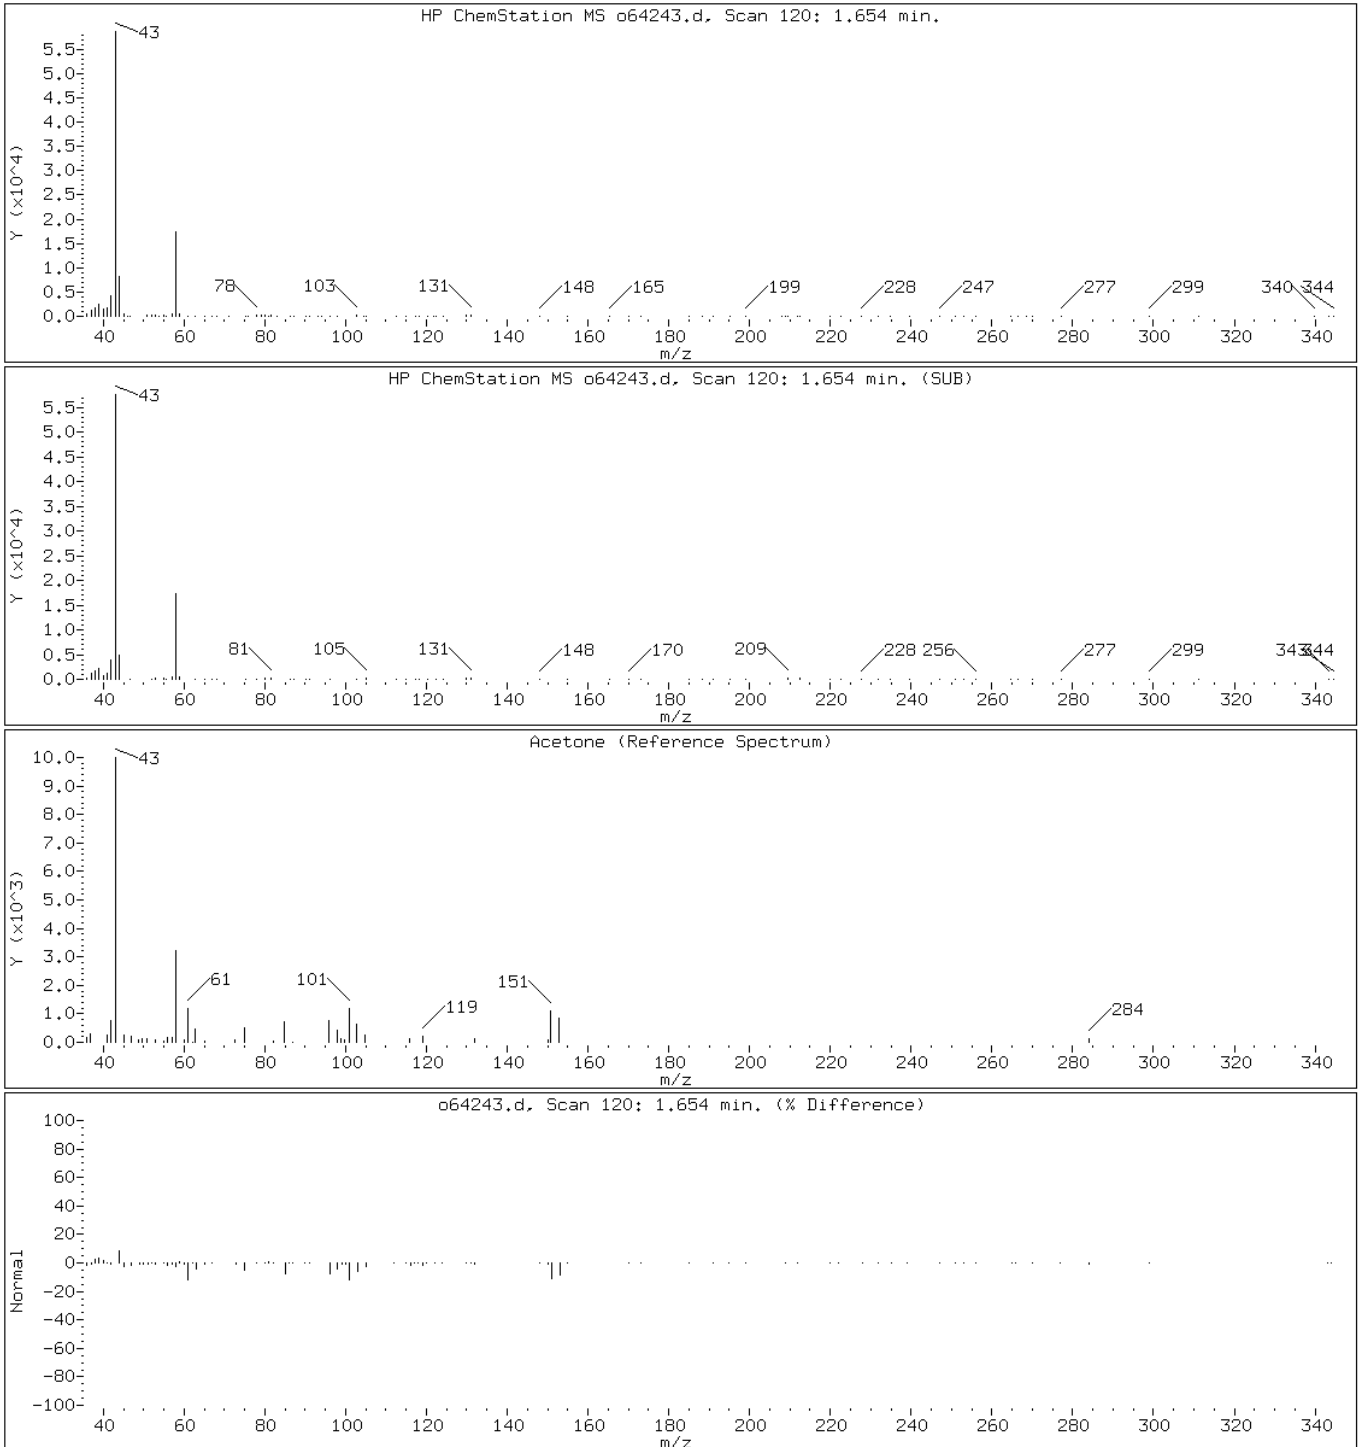 HP ChemStation MS o64243.d, Scan 120: 1.654 min.
43
5.5
5.0
4.5
4.0
3.5
3.0
2.5
2.0
1.5
1.0
0.5
0.0
Y (x10^4)
78 103 131 148 165 199 228 247 277 299 340 344
40 60 80 100 120 140 160 180 200 220 240 260 280 300 320 340
m/z
HP ChemStation MS o64243.d, Scan 120: 1.654 min. (SUB)
43
5.5
5.0
4.5
4.0
3.5
3.0
2.5
2.0
1.5
1.0
0.5
0.0
Y (x10^4)
81 105 131 148 170 209 228 256 277 299 343 344
40 60 80 100 120 140 160 180 200 220 240 260 280 300 320 340
m/z
Acetone (Reference Spectrum)
43
10.0
9.0
8.0
7.0
6.0
5.0
4.0
3.0
2.0
1.0
0.0
Y (x10^3)
61 101 119 151 284
40 60 80 100 120 140 160 180 200 220 240 260 280 300 320 340
m/z
o64243.d, Scan 120: 1.654 min. (% Difference)
100
80
60
40
20
0
-20
-40
-60
-80
-100
Normal
40 60 80 100 120 140 160 180 200 220 240 260 280 300 320 340
m/z